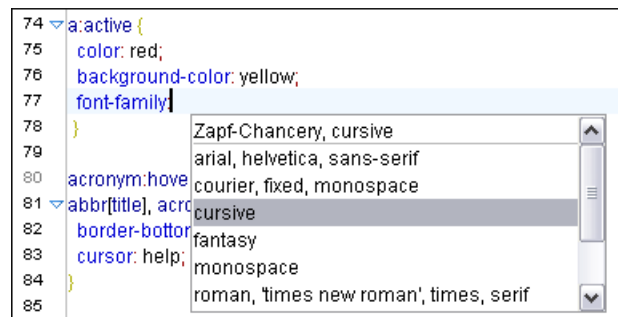 74 a:active {
75 color: red;
76 background-color: yellow;
77 font-family:
78 }
79
80 acronym:hove
81 abbr[title], acro
82 border-bottor
83 cursor: help;
84 }
85
Zapf-Chancery, cursive
arial, helvetica, sans-serif
courier, fixed, monospace
cursive
fantasy
monospace
roman, 'times new roman', times, serif